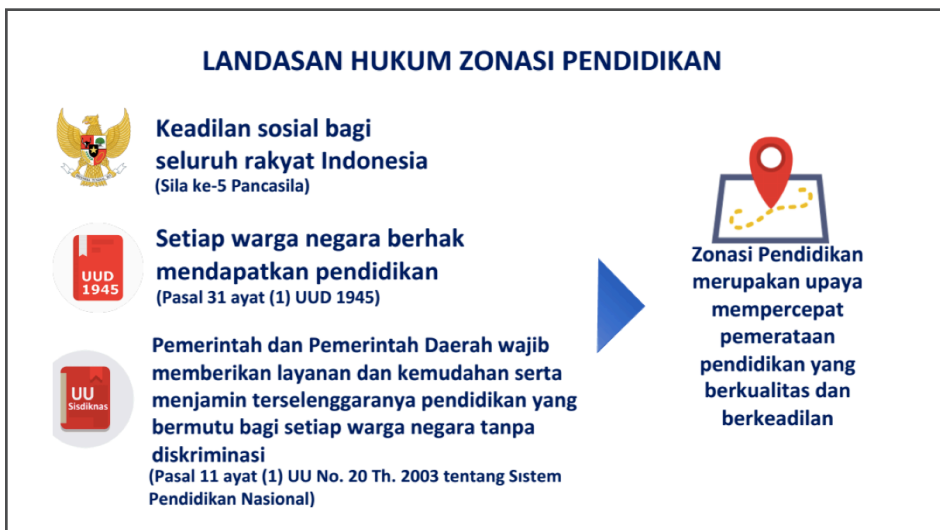 LANDASAN HUKUM ZONASI PENDIDIKAN
Keadilan sosial bagi
seluruh rakyat Indonesia
(Sila ke-5 Pancasila)
UUD
1945
Setiap warga negara berhak
mendapatkan pendidikan
(Pasal 31 ayat (1) UUD 1945)
UU
Sisdiknas
Pemerintah dan Pemerintah Daerah wajib
memberikan layanan dan kemudahan serta
menjamin terselenggaranya pendidikan yang
bermutu bagi setiap warga negara tanpa
diskriminasi
(Pasal 11 ayat (1) UU No. 20 Th. 2003 tentang Sistem
Pendidikan Nasional)
Zonasi Pendidikan
merupakan upaya
mempercepat
pemerataan
pendidikan yang
berkualitas dan
berkeadilan